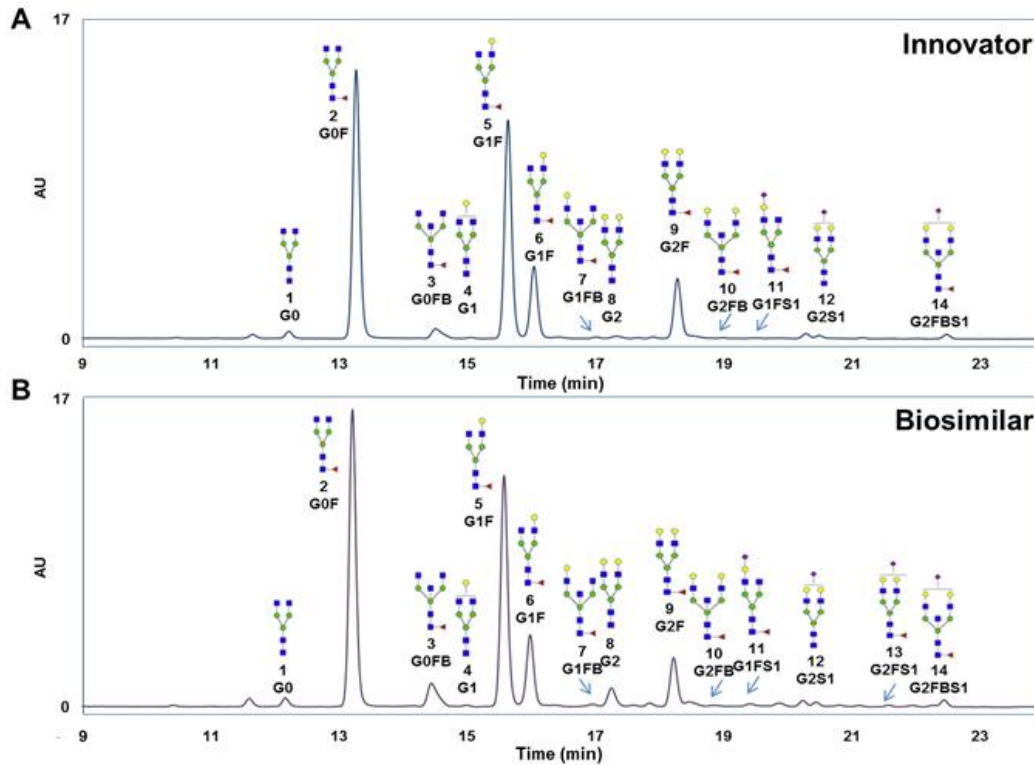 A
17
Innovator
2
G0F
5
G1F
AU
1
G0
3
G0FB
4
G1
6
G1F
7
G1FB
8
G2
9
G2F
10
G2FB
11
G1FS1
12
G2S1
14
G2FBS1
0
9 11 13 15 17 19 21 23
Time (min)
B
17
Biosimilar
2
G0F
5
G1F
AU
1
G0
3
G0FB
4
G1
6
G1F
7
G1FB
8
G2
9
G2F
10
G2FB
11
G1FS1
12
G2S1
13
G2FS1
14
G2FBS1
0
9 11 13 15 17 19 21 23
Time (min)